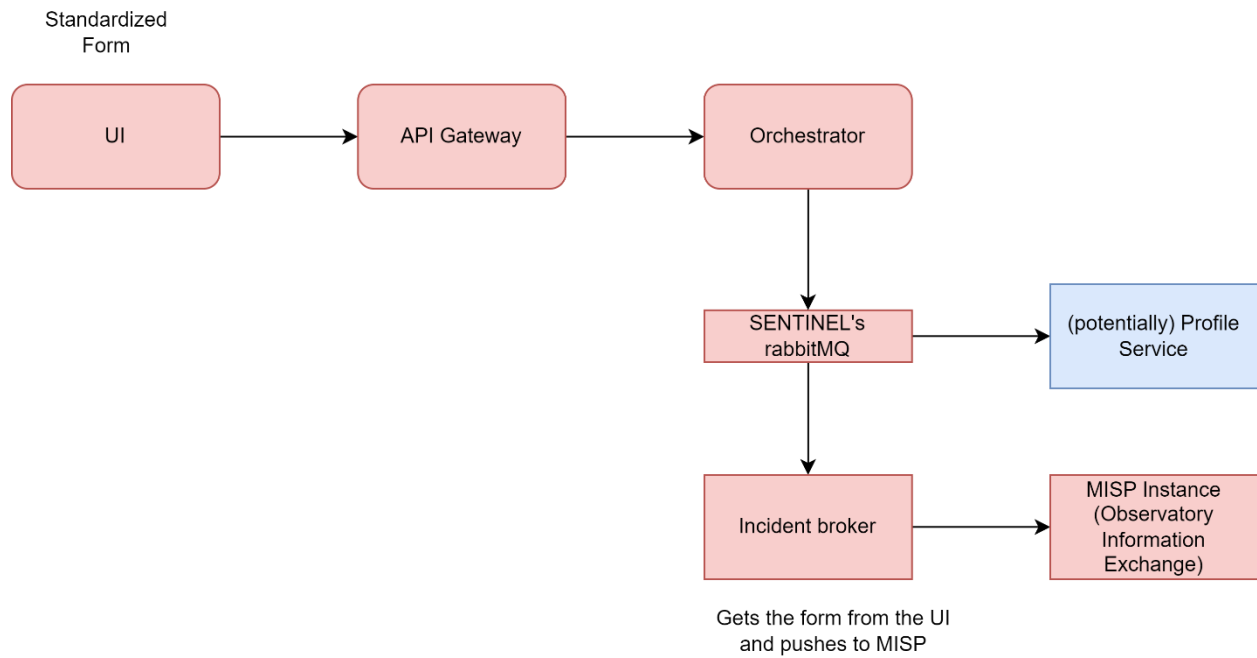 Standardized
Form
UI
API Gateway
Orchestrator
SENTINEL's
rabbitMQ
(potentially) Profile
Service
Incident broker
MISP Instance
(Observatory
Information
Exchange)
Gets the form from the UI
and pushes to MISP